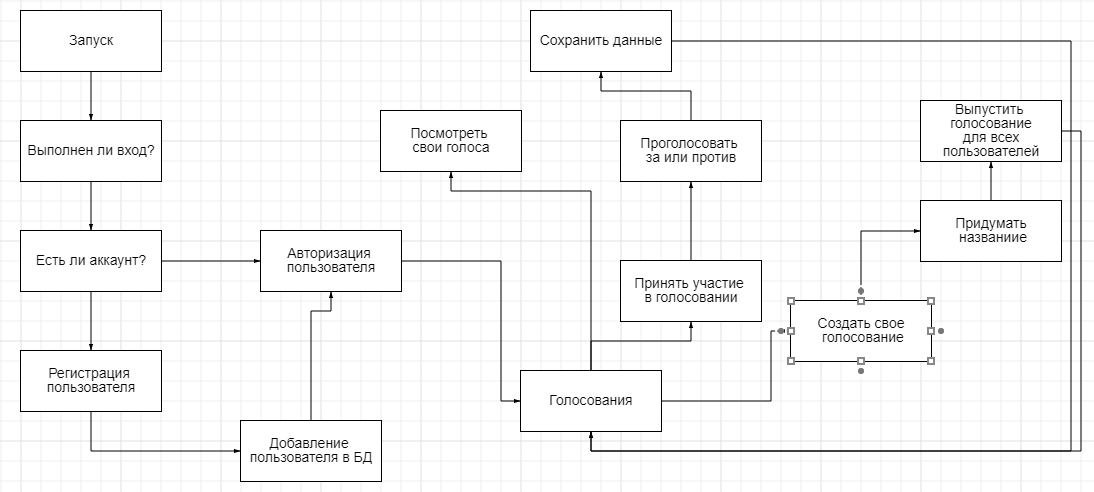 Запуск
Выполнен ли вход?
Есть ли аккаунт?
Регистрация
пользователя
Добавление
пользователя в БД
Авторизация
пользователя
Посмотреть
свои голоса
Сохранить данные
Проголосовать
за или против
Принять участие
в голосовании
Голосования
Создать свое
голосование
Придумать
названиие
Выпустить
голосование
для всех
пользователей